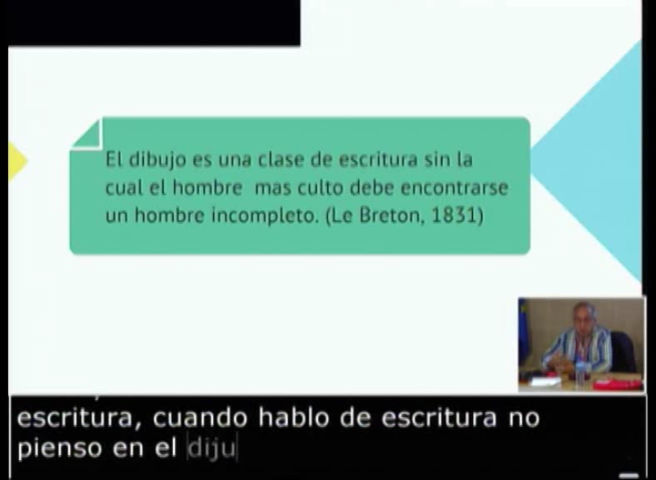 El dibujo es una clase de escritura sin la
cual el hombre mas culto debe encontrarse
un hombre incompleto. (Le Breton, 1831)
escritura, cuando hablo de escritura no
pienso en el diju